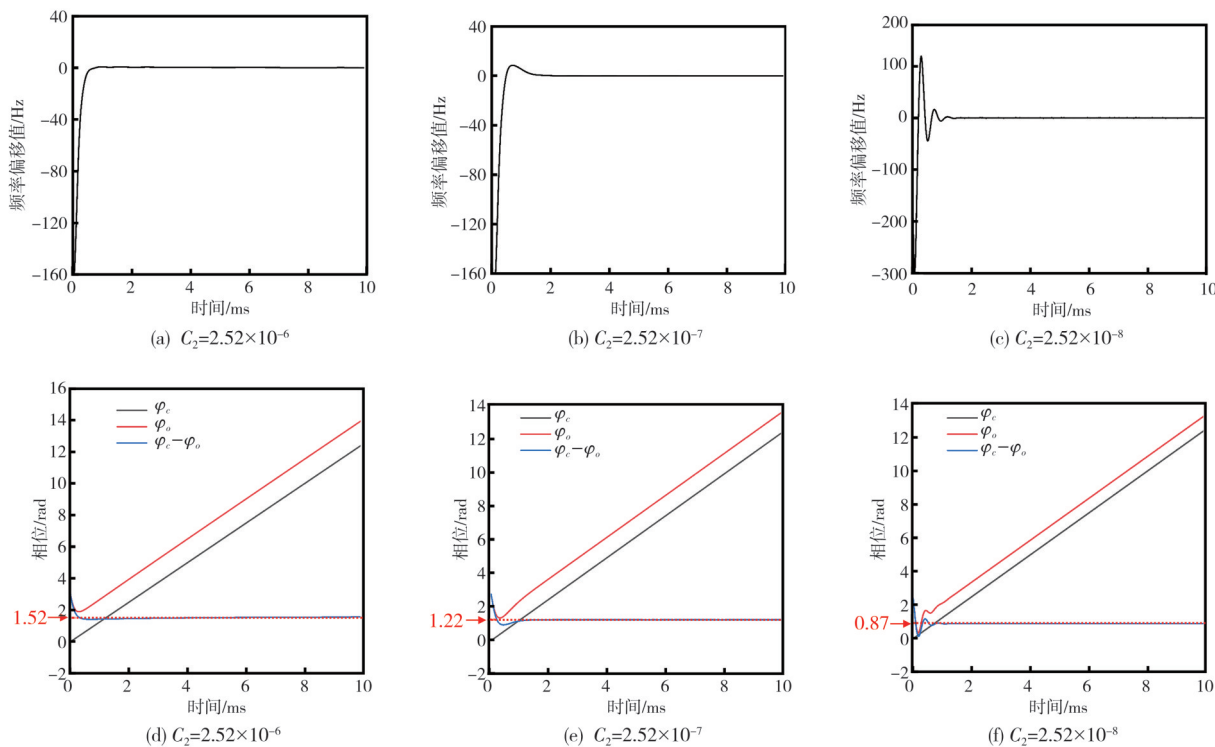 40
0
-40
-80
-120
-160
频率偏移值/Hz
0 2 4 6 8 10
时间/ms
(a) C₂=2.52×10⁻⁶
40
0
-40
-80
-120
-160
频率偏移值/Hz
0 2 4 6 8 10
时间/ms
(b) C₂=2.52×10⁻⁷
200
100
0
-100
-200
-300
频率偏移值/Hz
0 2 4 6 8 10
时间/ms
(c) C₂=2.52×10⁻⁸
16
14
12
10
8
6
4
2
0
-2
相位/rad
φc
φo
φc-φo
1.52
0 2 4 6 8 10
时间/ms
(d) C₂=2.52×10⁻⁶
14
12
10
8
6
4
2
0
-2
相位/rad
φc
φo
φc-φo
1.22
0 2 4 6 8 10
时间/ms
(e) C₂=2.52×10⁻⁷
14
12
10
8
6
4
2
0
-2
相位/rad
φc
φo
φc-φo
0.87
0 2 4 6 8 10
时间/ms
(f) C₂=2.52×10⁻⁸